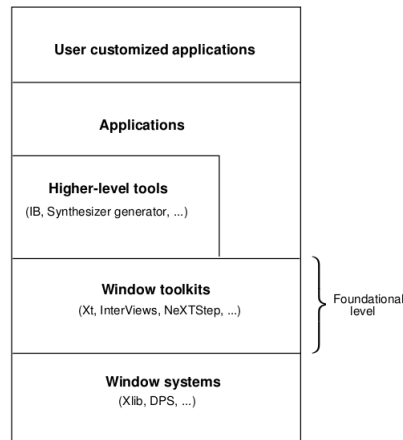 User customized applications
Applications
Higher-level tools
(IB, Synthesizer generator, ...)
Window toolkits
(Xt, InterViews, NeXTStep, ...)
Foundational
level
Window systems
(Xlib, DPS, ...)